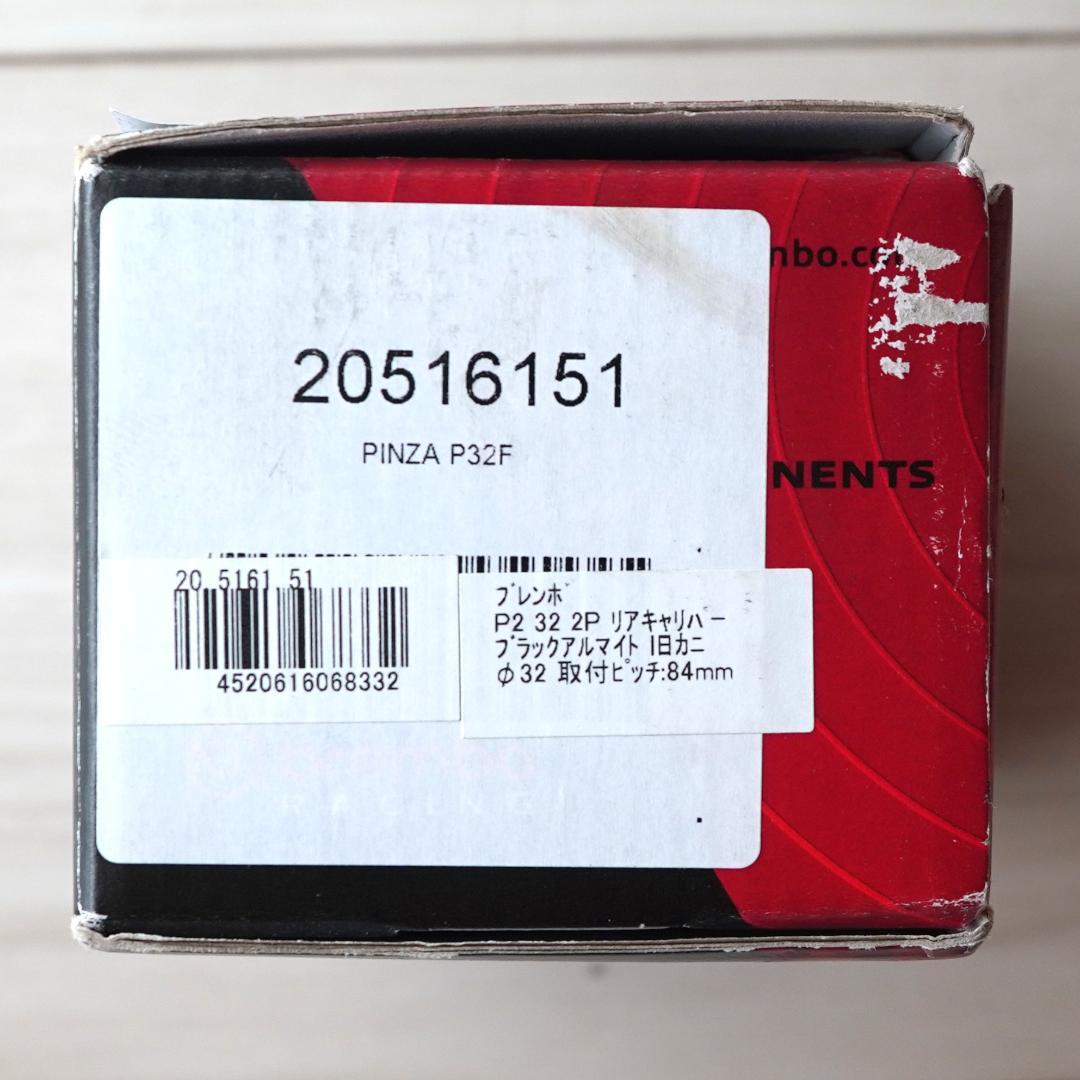 nbo.co
20516151
PINZA P32F
NENTS
20 5161 51
4520616068332
ブレンボ
P2 32 2P リアキャリパー
ブラックアルマイト 旧カニ
φ32 取付ピッチ:84mm
RACING